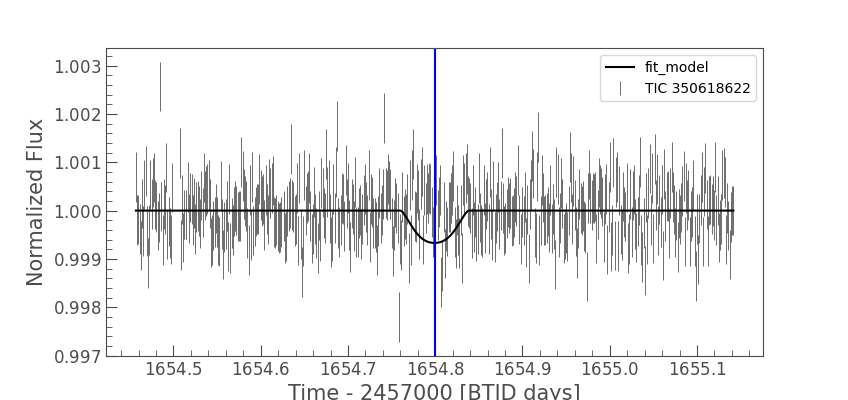 1.003
1.002
1.001
1.000
0.999
0.998
0.997
Normalized Flux
fit_model
TIC 350618622
1654.5 1654.6 1654.7 1654.8 1654.9 1655.0 1655.1
Time - 2457000 [BTJD days]